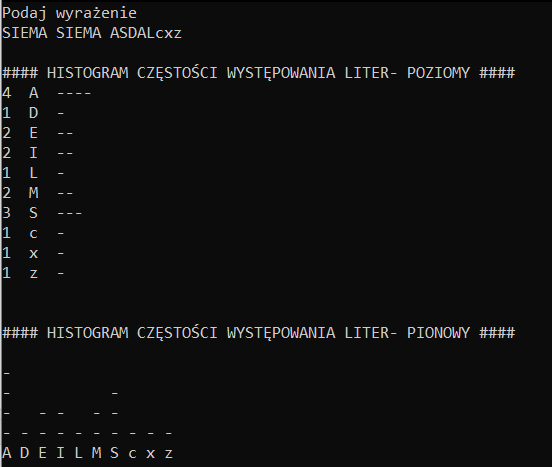 Podaj wyrażenie
SIEMA SIEMA ASDALcxz

#### HISTOGRAM CZĘSTOŚCI WYSTĘPOWANIA LITER- POZIOMY ####
4  A  ----
1  D  -
2  E  --
2  I  --
1  L  -
2  M  --
3  S  ---
1  c  -
1  x  -
1  z  -

#### HISTOGRAM CZĘSTOŚCI WYSTĘPOWANIA LITER- PIONOWY ####

-
-           -
-   - -   - -
- - - - - - - - - -
A D E I L M S c x z